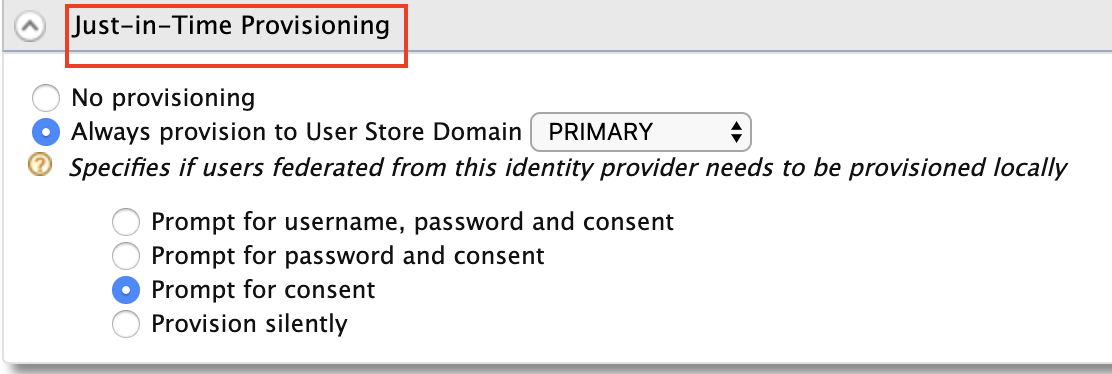 Just-in-Time Provisioning
No provisioning
Always provision to User Store Domain PRIMARY
? Specifies if users federated from this identity provider needs to be provisioned locally
Prompt for username, password and consent
Prompt for password and consent
Prompt for consent
Provision silently